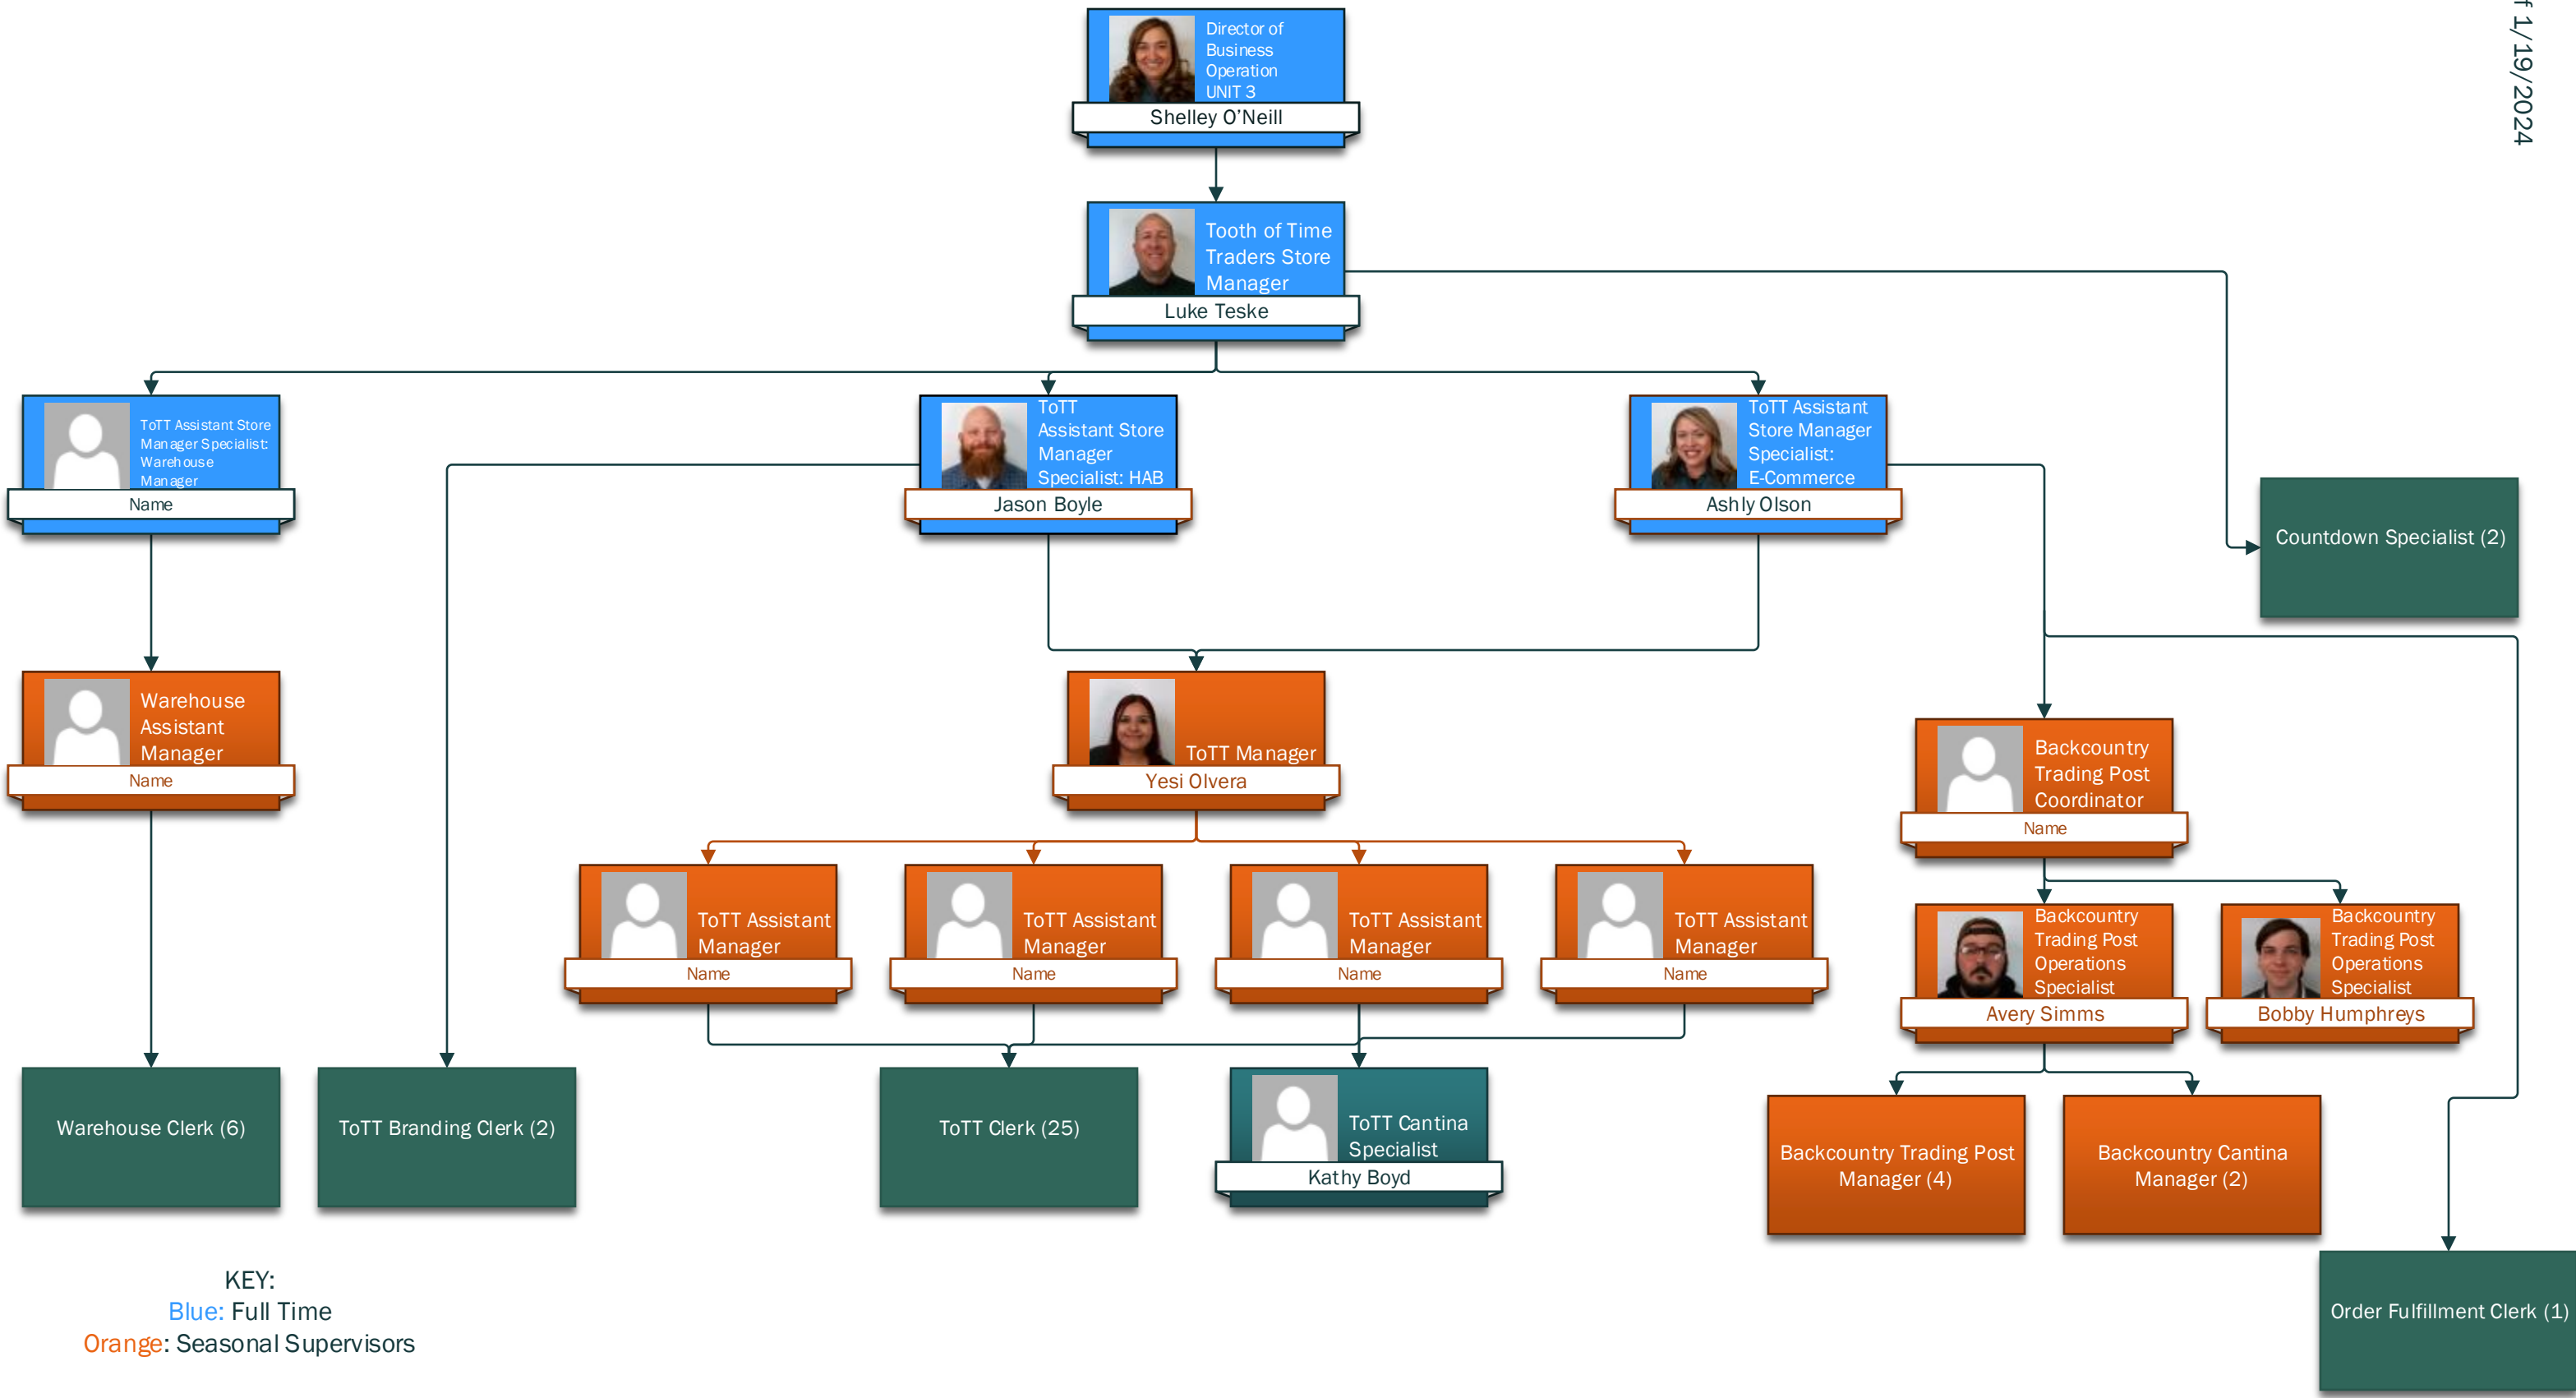 f 1/19/2024
Director of
Business
Operation
UNIT 3
Shelley O’Neill
Tooth of Time
Traders Store
Manager
Luke Teske
ToTT Assistant Store
Manager Specialist:
Warehouse
Manager
Name
ToTT
Assistant Store
Manager
Specialist: HAB
Jason Boyle
ToTT Assistant
Store Manager
Specialist:
E-Commerce
Ashly Olson
Countdown Specialist (2)
Warehouse
Assistant
Manager
Name
ToTT Manager
Yesi Olvera
Backcountry
Trading Post
Coordinator
Name
ToTT Assistant
Manager
Name
ToTT Assistant
Manager
Name
ToTT Assistant
Manager
Name
ToTT Assistant
Manager
Name
Backcountry
Trading Post
Operations
Specialist
Avery Simms
Backcountry
Trading Post
Operations
Specialist
Bobby Humphreys
Warehouse Clerk (6)
ToTT Branding Clerk (2)
ToTT Clerk (25)
ToTT Cantina
Specialist
Kathy Boyd
Backcountry Trading Post
Manager (4)
Backcountry Cantina
Manager (2)
Order Fulfillment Clerk (1)
KEY:
Blue: Full Time
Orange: Seasonal Supervisors